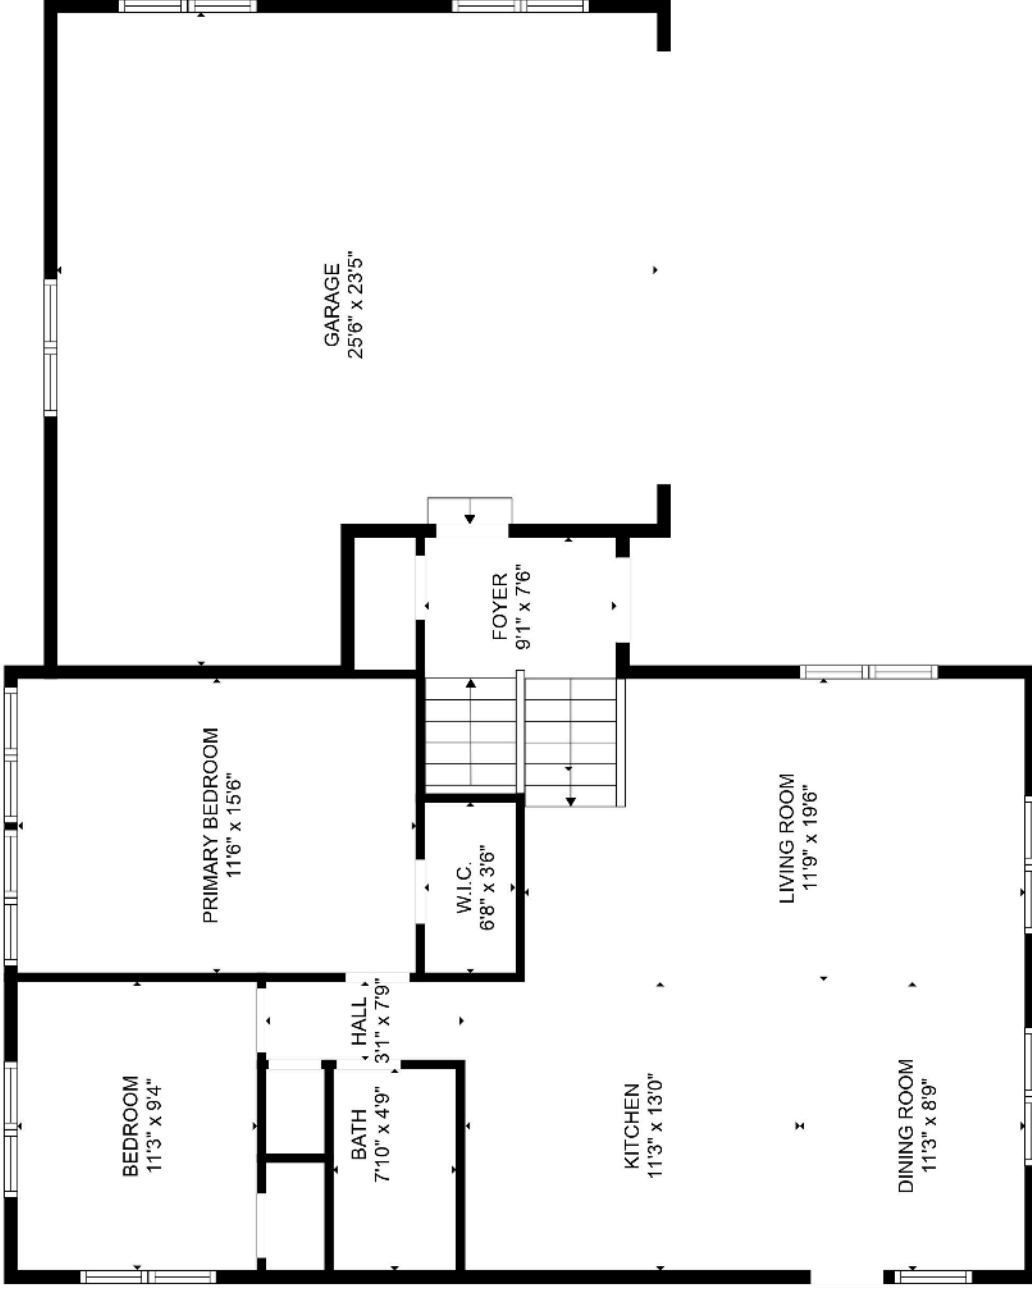 GARAGE
25'6" x 23'5"
FOYER
9'1" x 7'6"
PRIMARY BEDROOM
11'6" x 15'6"
W.I.C.
6'8" x 3'6"
LIVING ROOM
11'9" x 19'6"
HALL
3'1" x 7'9"
BEDROOM
11'3" x 9'4"
BATH
7'10" x 4'9"
KITCHEN
11'3" x 13'0"
DINING ROOM
11'3" x 8'9"